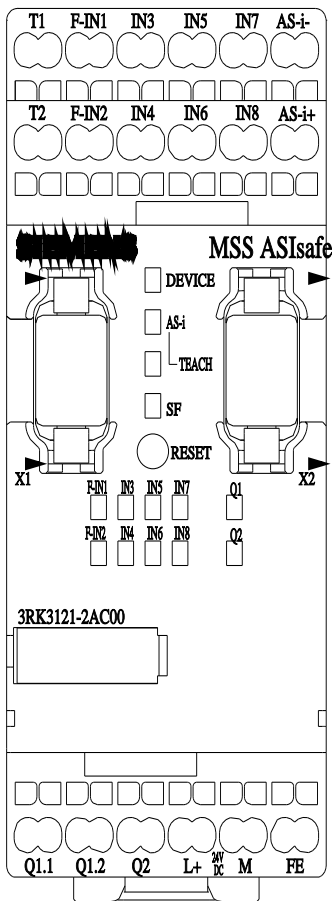 T1 F-IN1 IN3 IN5 IN7 AS-i-
T2 F-IN2 IN4 IN6 IN8 AS-i+
MSS ASIsafe
DEVICE
AS-i
TEACH
SF
RESET
X1 X2
F-IN1 IN3 IN5 IN7 Q1
F-IN2 IN4 IN6 IN8 Q2
3RK3121-2AC00
Q1.1 Q1.2 Q2 L+ 24V DC M FE